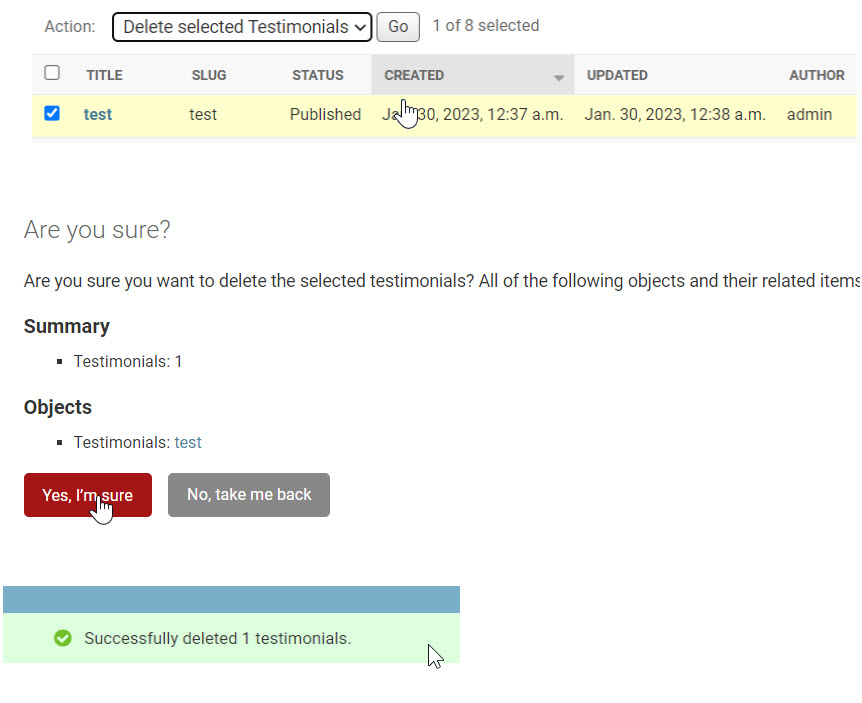 Action: Delete selected Testimonials Go 1 of 8 selected
TITLE SLUG STATUS CREATED UPDATED AUTHOR
test test Published Jan. 30, 2023, 12:37 a.m. Jan. 30, 2023, 12:38 a.m. admin
Are you sure?
Are you sure you want to delete the selected testimonials? All of the following objects and their related items
Summary
Testimonials: 1
Objects
Testimonials: test
Yes, I'm sure No, take me back
Successfully deleted 1 testimonials.